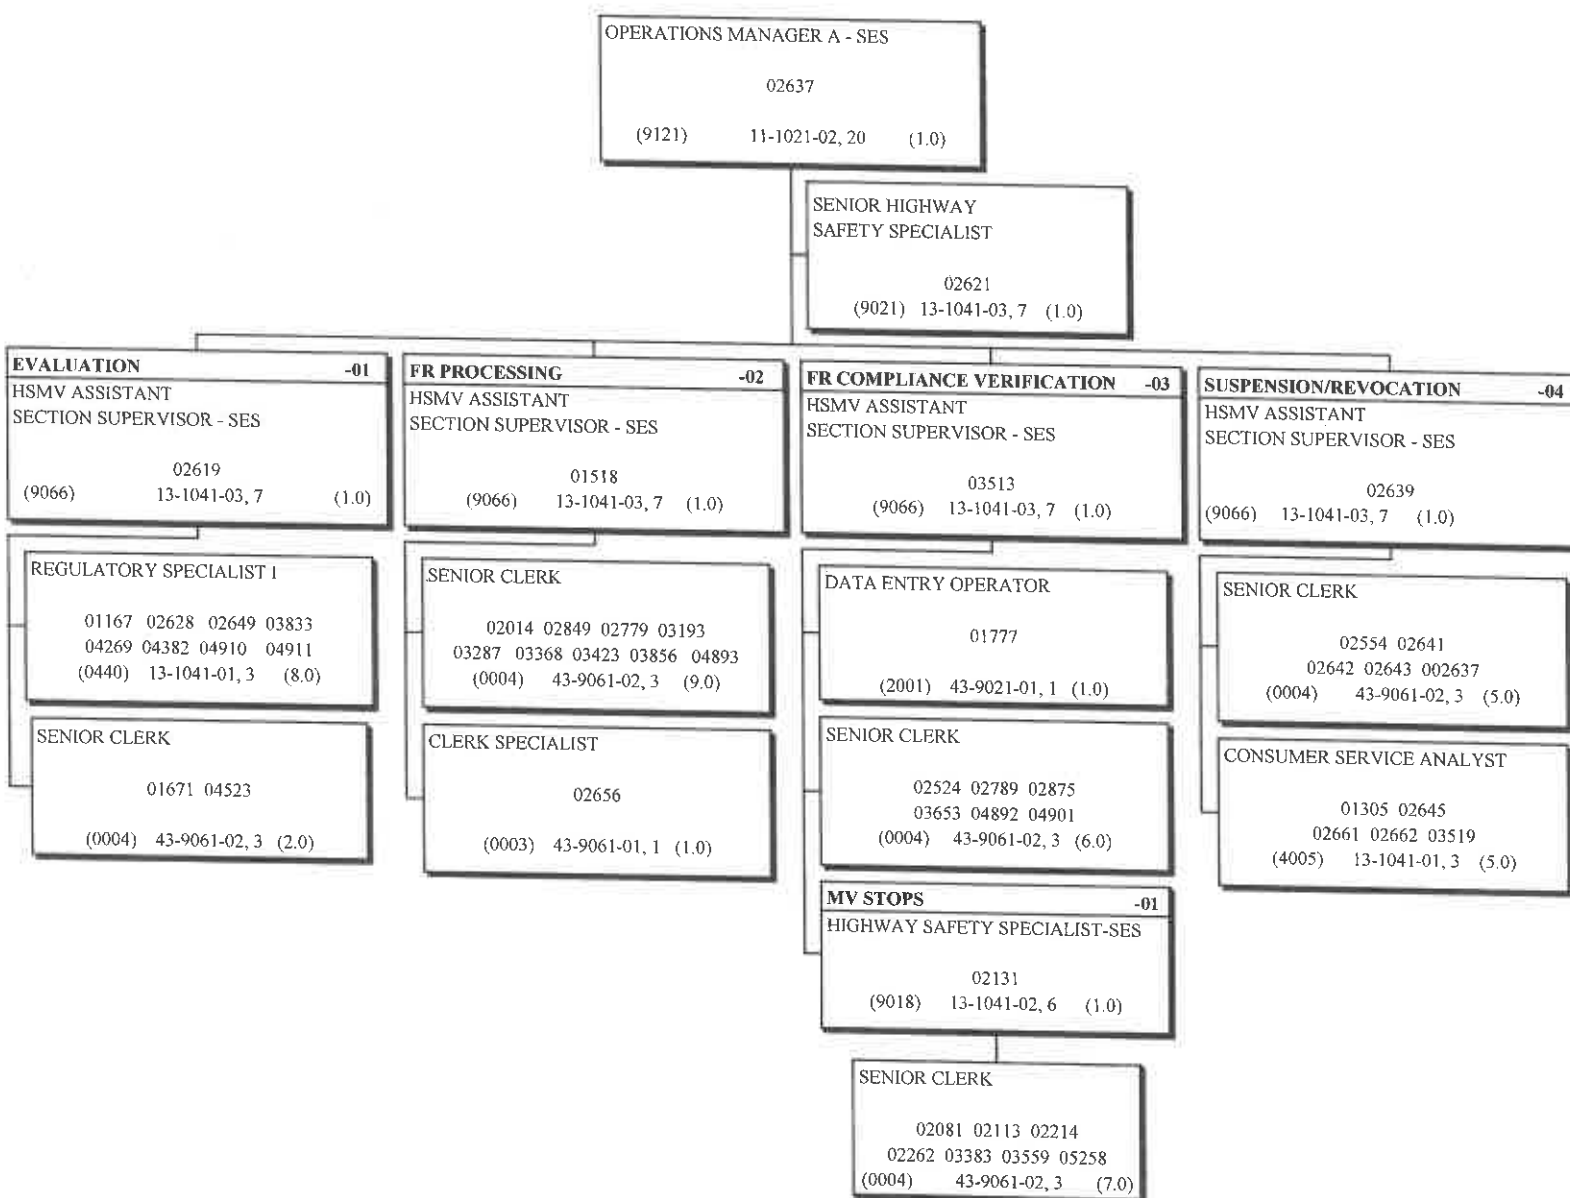 OPERATIONS MANAGER A - SES
02637
(9121) 11-1021-02, 20 (1.0)
SENIOR HIGHWAY
SAFETY SPECIALIST
02621
(9021) 13-1041-03, 7 (1.0)
EVALUATION -01
HSMV ASSISTANT
SECTION SUPERVISOR - SES
02619
(9066) 13-1041-03, 7 (1.0)
REGULATORY SPECIALIST I
01167 02628 02649 03833
04269 04382 04910 04911
(0440) 13-1041-01, 3 (8.0)
SENIOR CLERK
01671 04523
(0004) 43-9061-02, 3 (2.0)
FR PROCESSING -02
HSMV ASSISTANT
SECTION SUPERVISOR - SES
01518
(9066) 13-1041-03, 7 (1.0)
SENIOR CLERK
02014 02849 02779 03193
03287 03368 03423 03856 04893
(0004) 43-9061-02, 3 (9.0)
CLERK SPECIALIST
02656
(0003) 43-9061-01, 1 (1.0)
FR COMPLIANCE VERIFICATION -03
HSMV ASSISTANT
SECTION SUPERVISOR - SES
03513
(9066) 13-1041-03, 7 (1.0)
DATA ENTRY OPERATOR
01777
(2001) 43-9021-01, 1 (1.0)
SENIOR CLERK
02524 02789 02875
03653 04892 04901
(0004) 43-9061-02, 3 (6.0)
MV STOPS -01
HIGHWAY SAFETY SPECIALIST-SES
02131
(9018) 13-1041-02, 6 (1.0)
SENIOR CLERK
02081 02113 02214
02262 03383 03559 05258
(0004) 43-9061-02, 3 (7.0)
SUSPENSION/REVOCATION -04
HSMV ASSISTANT
SECTION SUPERVISOR - SES
02639
(9066) 13-1041-03, 7 (1.0)
SENIOR CLERK
02554 02641
02642 02643 002637
(0004) 43-9061-02, 3 (5.0)
CONSUMER SERVICE ANALYST
01305 02645
02661 02662 03519
(4005) 13-1041-01, 3 (5.0)